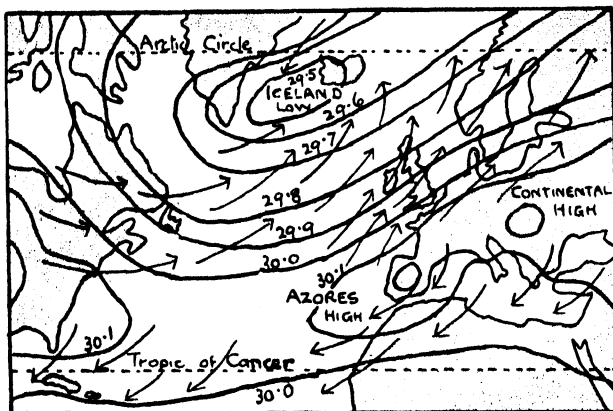 Arctic Circle
29.5
ICELAND
LOW
29.6
29.7
29.8
29.9
30.0
CONTINENTAL
HIGH
30.1
AZORES
HIGH
30.1
Tropic of Cancer
30.0